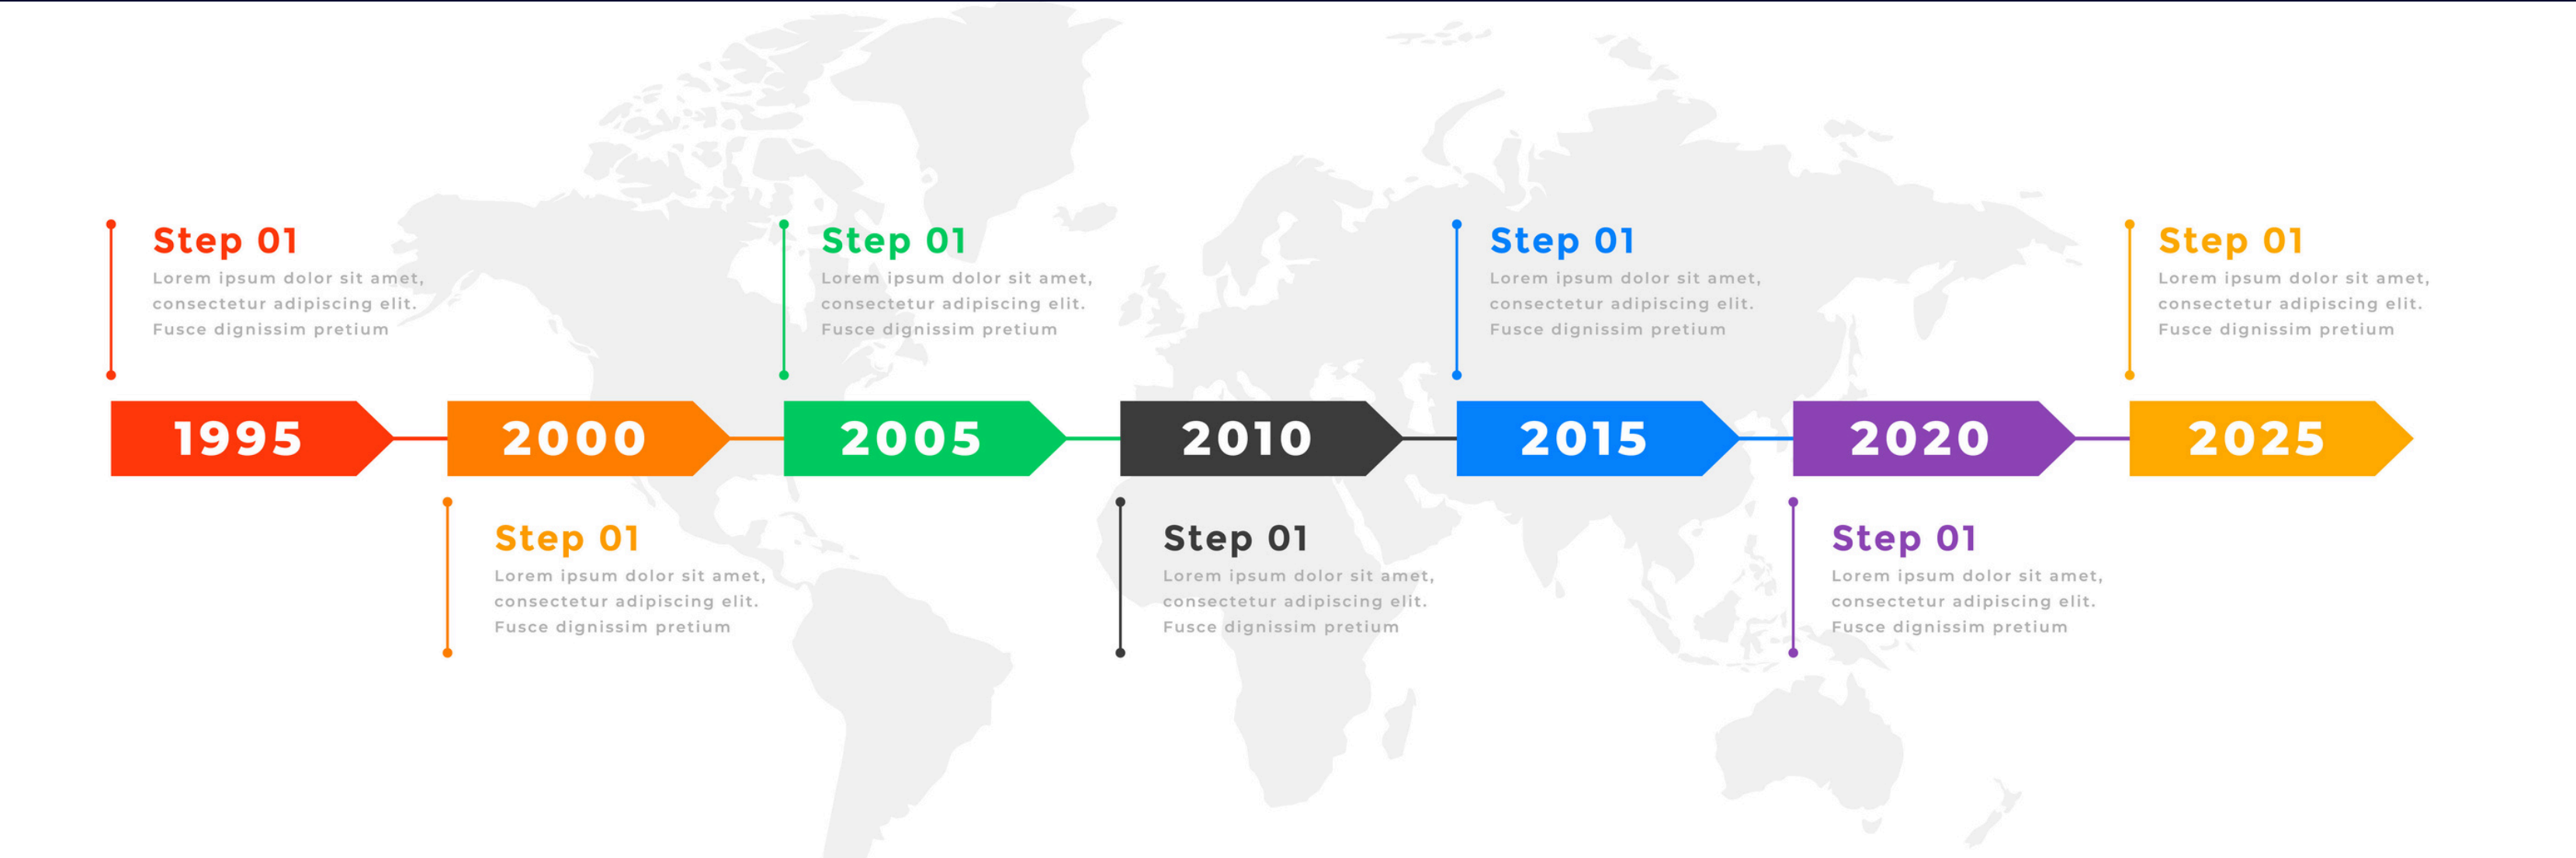 Step 01
Lorem ipsum dolor sit amet,
consectetur adipiscing elit.
Fusce dignissim pretium
Step 01
Lorem ipsum dolor sit amet,
consectetur adipiscing elit.
Fusce dignissim pretium
Step 01
Lorem ipsum dolor sit amet,
consectetur adipiscing elit.
Fusce dignissim pretium
Step 01
Lorem ipsum dolor sit amet,
consectetur adipiscing elit.
Fusce dignissim pretium
1995
2000
2005
2010
2015
2020
2025
Step 01
Lorem ipsum dolor sit amet,
consectetur adipiscing elit.
Fusce dignissim pretium
Step 01
Lorem ipsum dolor sit amet,
consectetur adipiscing elit.
Fusce dignissim pretium
Step 01
Lorem ipsum dolor sit amet,
consectetur adipiscing elit.
Fusce dignissim pretium